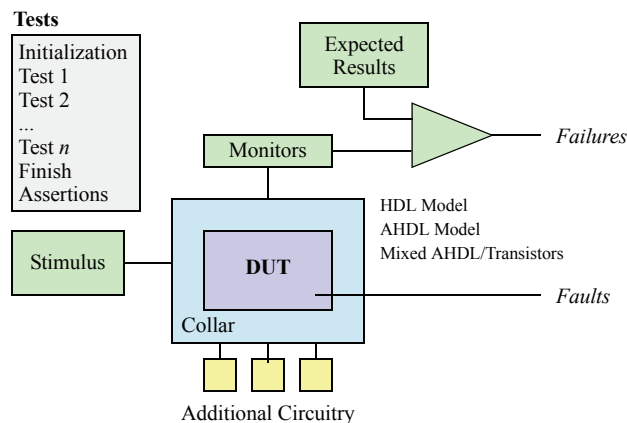 Tests
Initialization
Test 1
Test 2
...
Test n
Finish
Assertions
Expected
Results
Monitors
Failures
HDL Model
AHDL Model
Mixed AHDL/Transistors
Stimulus
DUT
Faults
Collar
Additional Circuitry